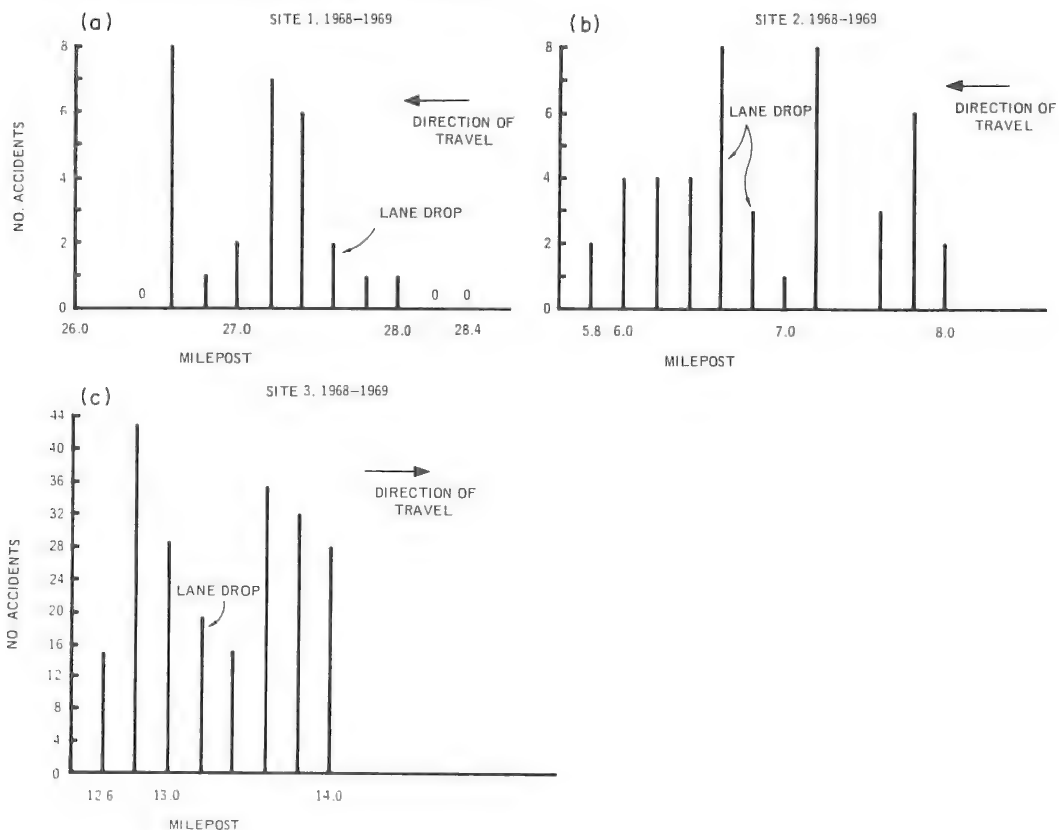 (a)
SITE 1, 1968–1969
8
6
4
2
0
NO. ACCIDENTS
DIRECTION OF
TRAVEL
LANE DROP
0
0
0
26.0
27.0
28.0
28.4
MILEPOST
(b)
SITE 2, 1968–1969
8
6
4
2
0
DIRECTION OF
TRAVEL
LANE DROP
5.8
6.0
7.0
8.0
MILEPOST
(c)
SITE 3, 1968–1969
44
40
36
32
28
24
20
16
12
8
4
0
NO ACCIDENTS
DIRECTION OF
TRAVEL
LANE DROP
12 6
13.0
14.0
MILEPOST